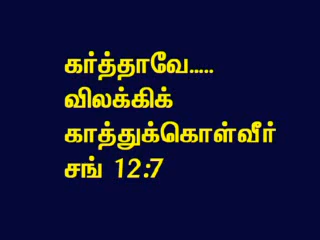 கர்த்தாவே.....
விலக்கிக்
காத்துக்கொள்வீர்
சங் 12:7